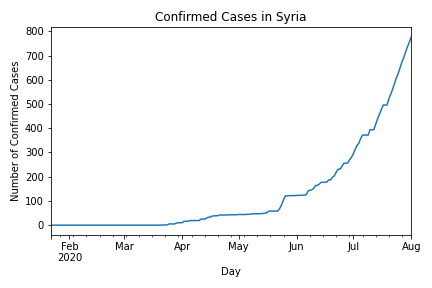 Confirmed Cases in Syria
Number of Confirmed Cases
800
700
600
500
400
300
200
100
0
Feb Mar Apr May Jun Jul Aug
2020
Day